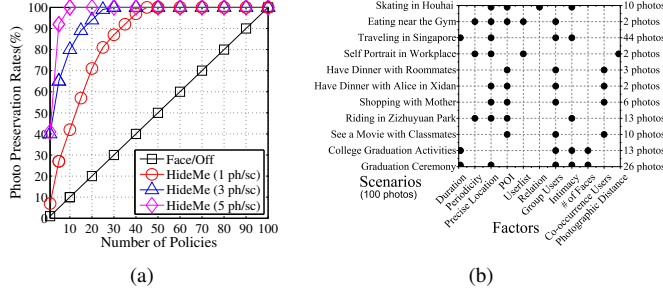 Photo Preservation Rates(%)
100
90
80
70
60
50
40
30
20
10
0
Face/Off
HideMe (1 ph/sc)
HideMe (3 ph/sc)
HideMe (5 ph/sc)
10 20 30 40 50 60 70 80 90 100
Number of Policies
(a)
Skating in Houhai 10 photos
Eating near the Gym 2 photos
Traveling in Singapore 44 photos
Self Portrait in Workplace 2 photos
Have Dinner with Roommates 3 photos
Have Dinner with Alice in Xidan 2 photos
Shopping with Mother 6 photos
Riding in Zizhuyuan Park 13 photos
See a Movie with Classmates 10 photos
College Graduation Activities 13 photos
Graduation Ceremony 26 photos
Scenarios
(100 photos)
Duration
Periodicity
Precise Location
POI
Userlist
Relation
Group Users
Intimacy
# of Faces
Co-occurrence Users
Photographic Distance
Factors
(b)